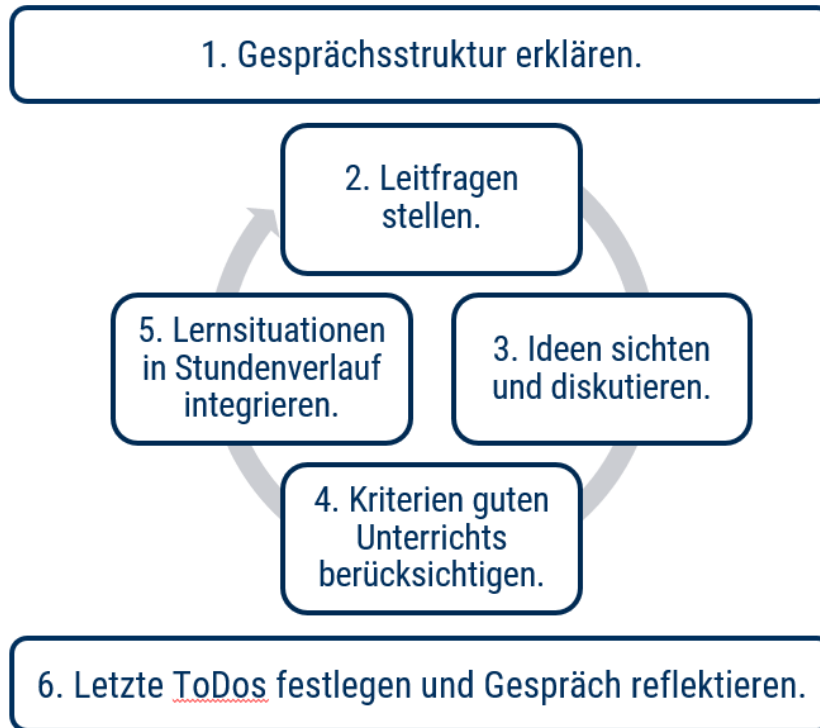 1. Gesprächsstruktur erklären.
2. Leitfragen
stellen.
3. Ideen sichten
und diskutieren.
4. Kriterien guten
Unterrichts
berücksichtigen.
5. Lernsituationen
in Stundenverlauf
integrieren.
6. Letzte ToDos festlegen und Gespräch reflektieren.